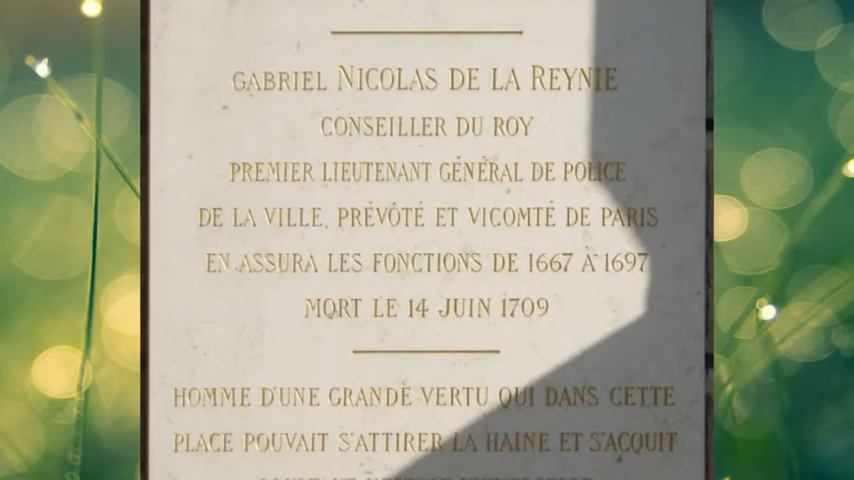 GABRIEL NICOLAS DE LA REYNIE
CONSEILLER DU ROY
PREMIER LIEUTENANT GÉNÉRAL DE POLICE
DE LA VILLE, PRÉVÔTÉ ET VICOMTÉ DE PARIS
EN ASSURA LES FONCTIONS DE 1667 À 1697
MORT LE 14 JUIN 1709
HOMME D'UNE GRANDE VERTU QUI DANS CETTE
PLACE POUVAIT S'ATTIRER LA HAINE ET S'ACQUIT